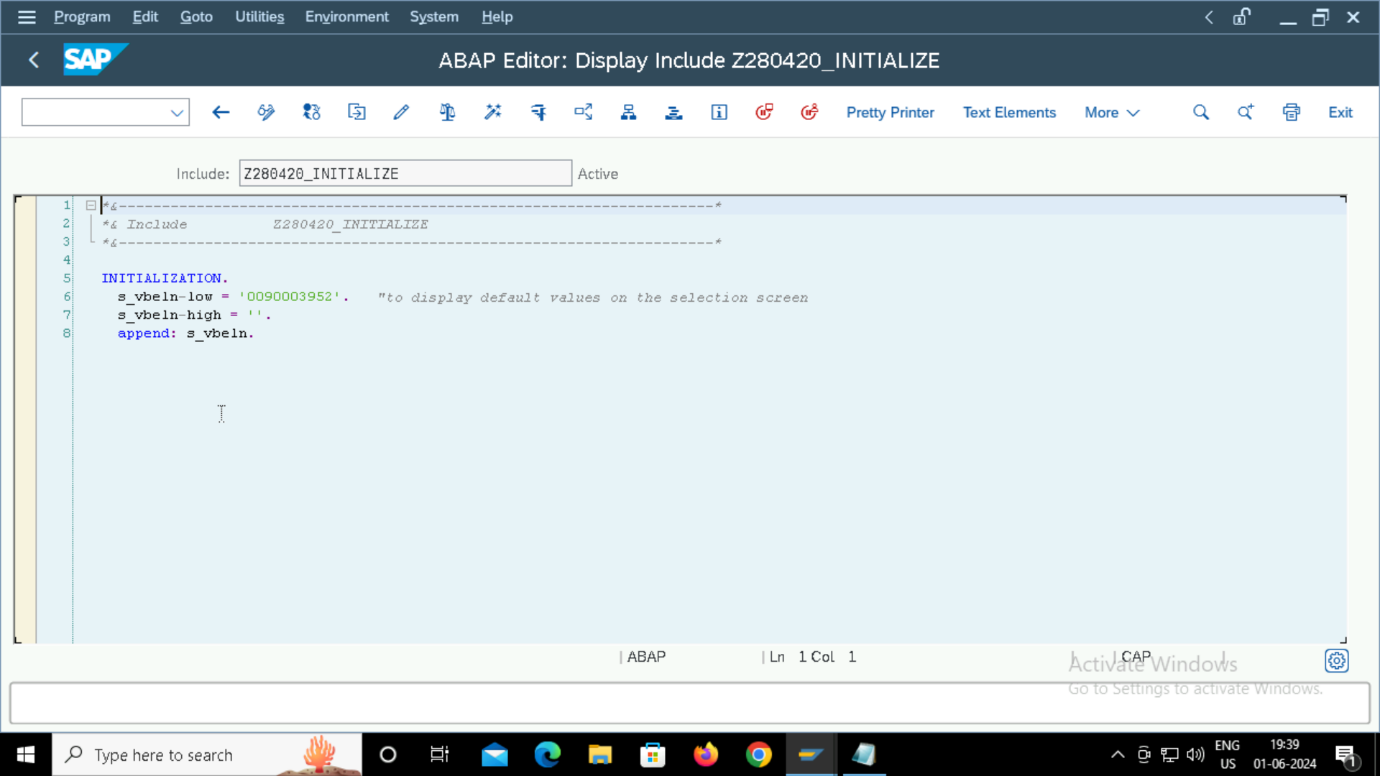 Program Edit Goto Utilities Environment System Help
SAP ABAP Editor: Display Include Z280420_INITIALIZE
Pretty Printer Text Elements More Exit
Include: Z280420_INITIALIZE Active
1 *&---------------------------------------------------------------------*
2 *& Include Z280420_INITIALIZE
3 *&---------------------------------------------------------------------*
4
5 INITIALIZATION.
6 s_vbeln-low = '0090003952'. "to display default values on the selection screen
7 s_vbeln-high = ''.
8 append: s_vbeln.
| ABAP | Ln 1 Col 1 | CAP |
Activate Windows
Go to Settings to activate Windows.
Type here to search ENG 19:39
US 01-06-2024 1